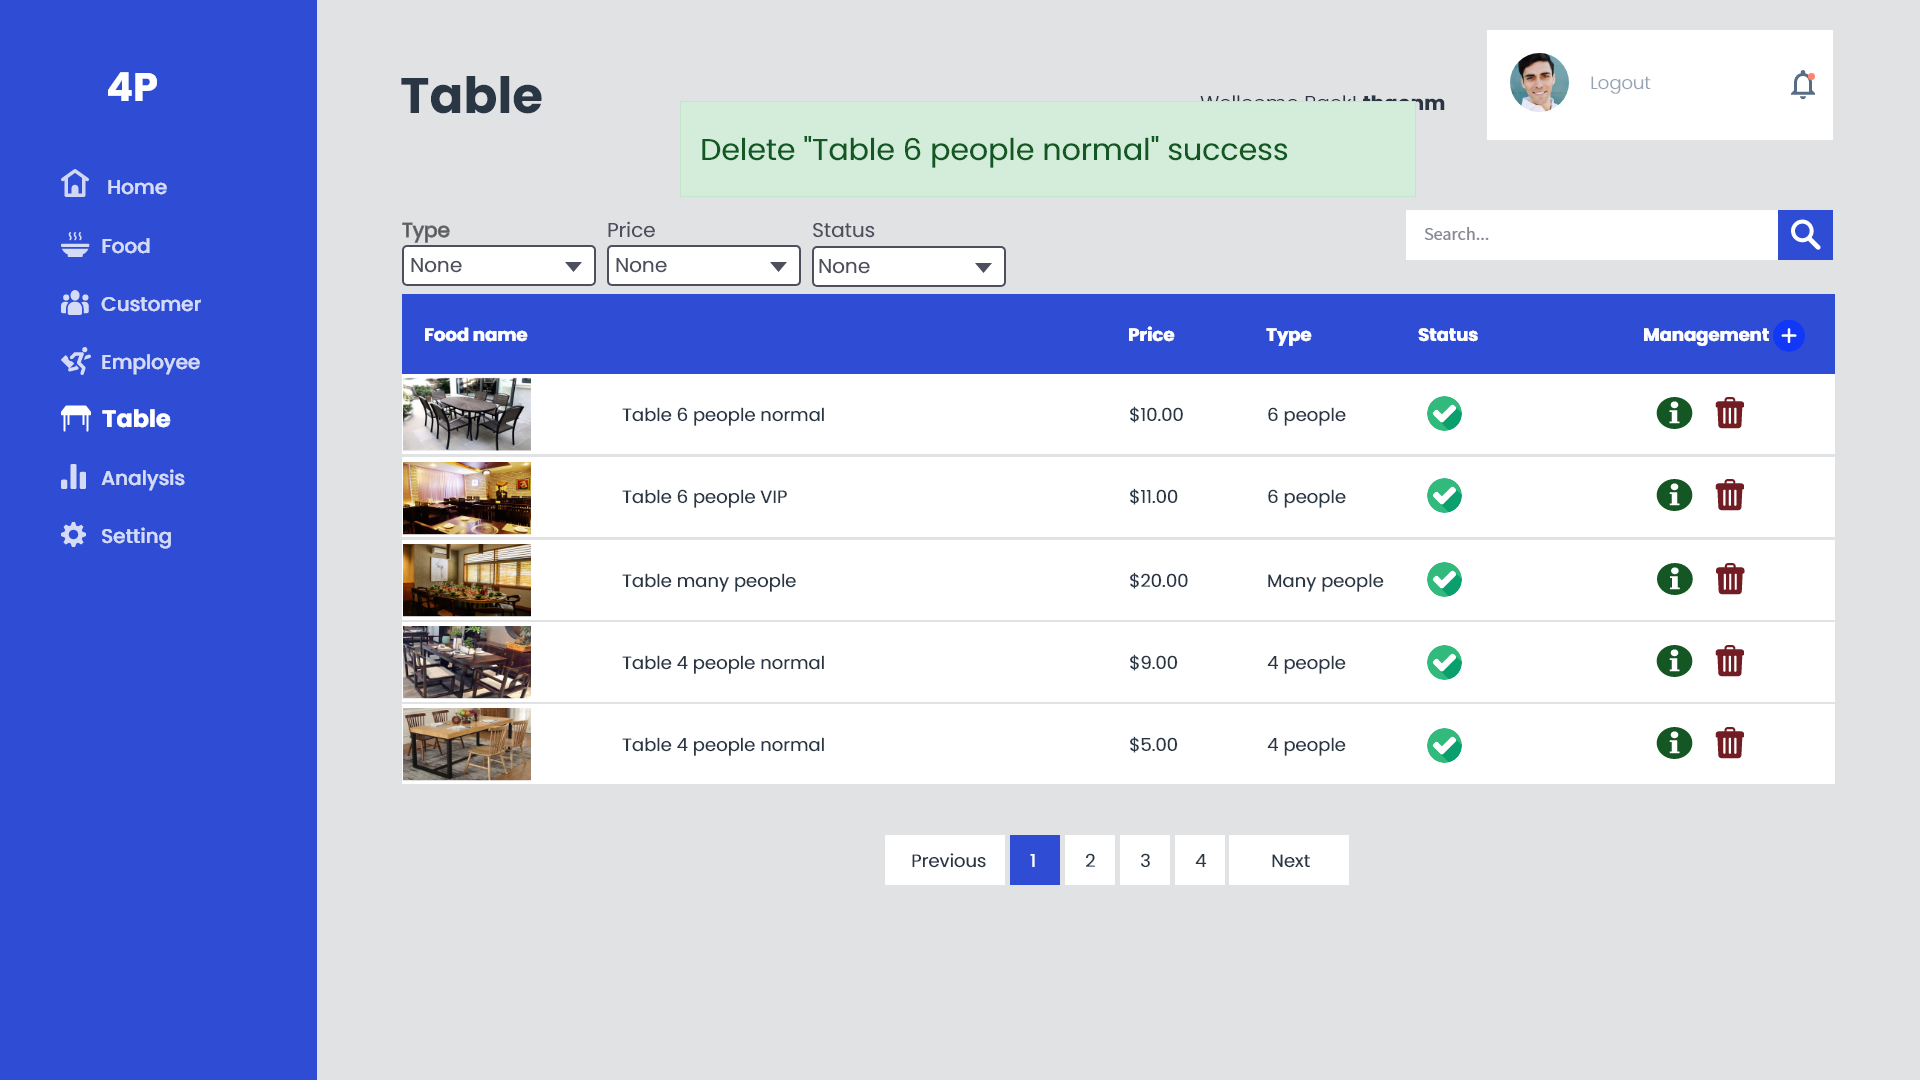 4P
Home
Food
Customer
Employee
Table
Analysis
Setting
Table
Logout
Delete "Table 6 people normal" success
Type
Price
Status
None
None
None
Search...
Food name
Price
Type
Status
Management
Table 6 people normal
$10.00
6 people
Table 6 people VIP
$11.00
6 people
Table many people
$20.00
Many people
Table 4 people normal
$9.00
4 people
Table 4 people normal
$5.00
4 people
Previous
1
2
3
4
Next